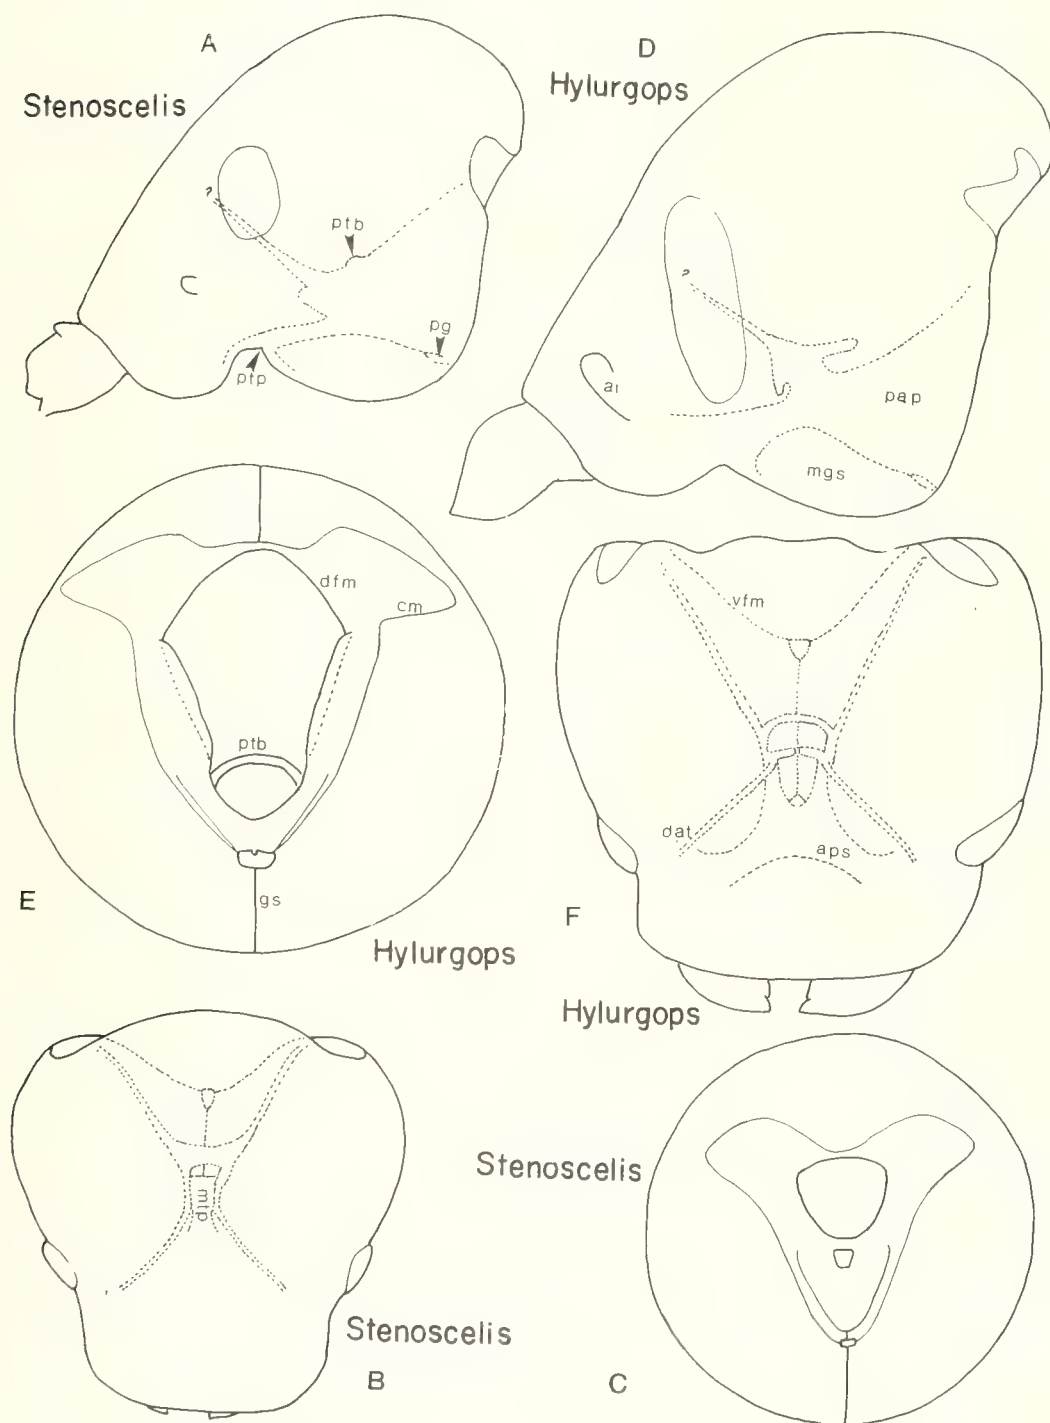 A
Stenoscelis
ptb
pg
ptp
D
Hylurgops
ai
pap
mgs
dfm
cm
ptb
gs
E
Hylurgops
vfm
dat
aps
F
Hylurgops
mtp
Stenoscelis
B
Stenoscelis
C